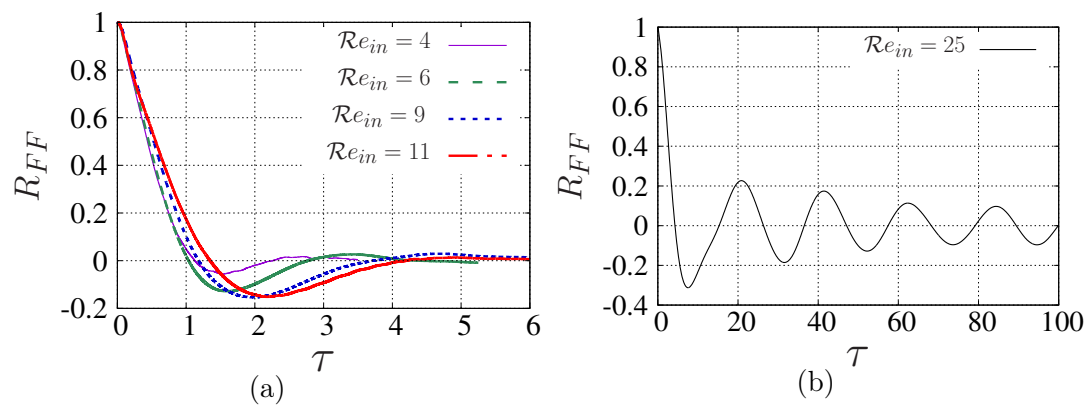 1
0.8
0.6
0.4
0.2
0
-0.2
R_{FF}
0 1 2 3 4 5 6
τ
Re_{in} = 4
Re_{in} = 6
Re_{in} = 9
Re_{in} = 11
(a)
1
0.8
0.6
0.4
0.2
0
-0.2
-0.4
R_{FF}
0 20 40 60 80 100
τ
Re_{in} = 25
(b)